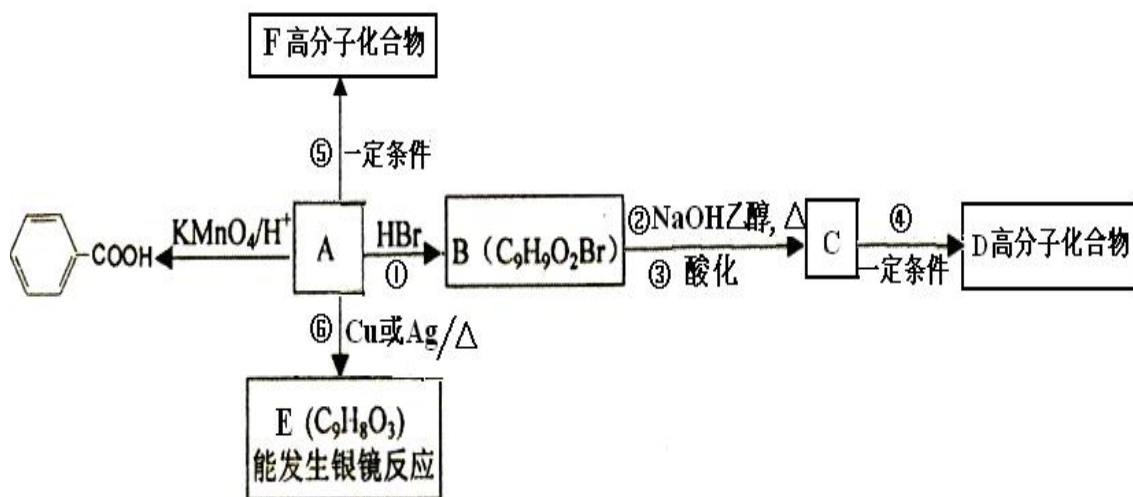 F 高分子化合物
⑤ 一定条件
COOH
KMnO₄/H⁺
A
HBr
①
B（C₉H₉O₂Br）
②NaOH乙醇, △
③ 酸化
C
④
一定条件
D高分子化合物
⑥ Cu或Ag/△
E (C₉H₈O₃)
能发生银镜反应